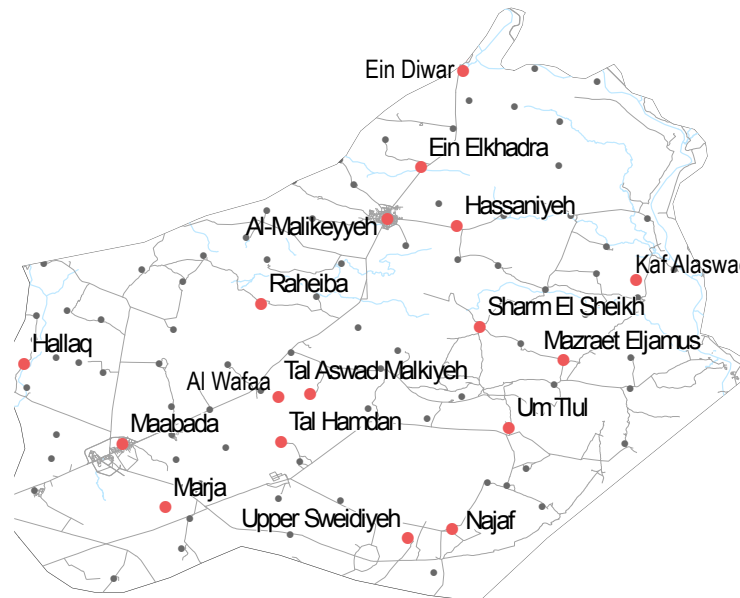 Ein Diwar
Ein Elkhadra
Hassaniyeh
Al-Malikeyyeh
Kaf Alaswad
Raheiba
Sharm El Sheikh
Mazraet Eljamus
Hallaq
Tal Aswad Malkiyeh
Al Wafaa
Um Tlul
Maabada
Tal Hamdan
Marja
Upper Sweidiyeh
Najaf